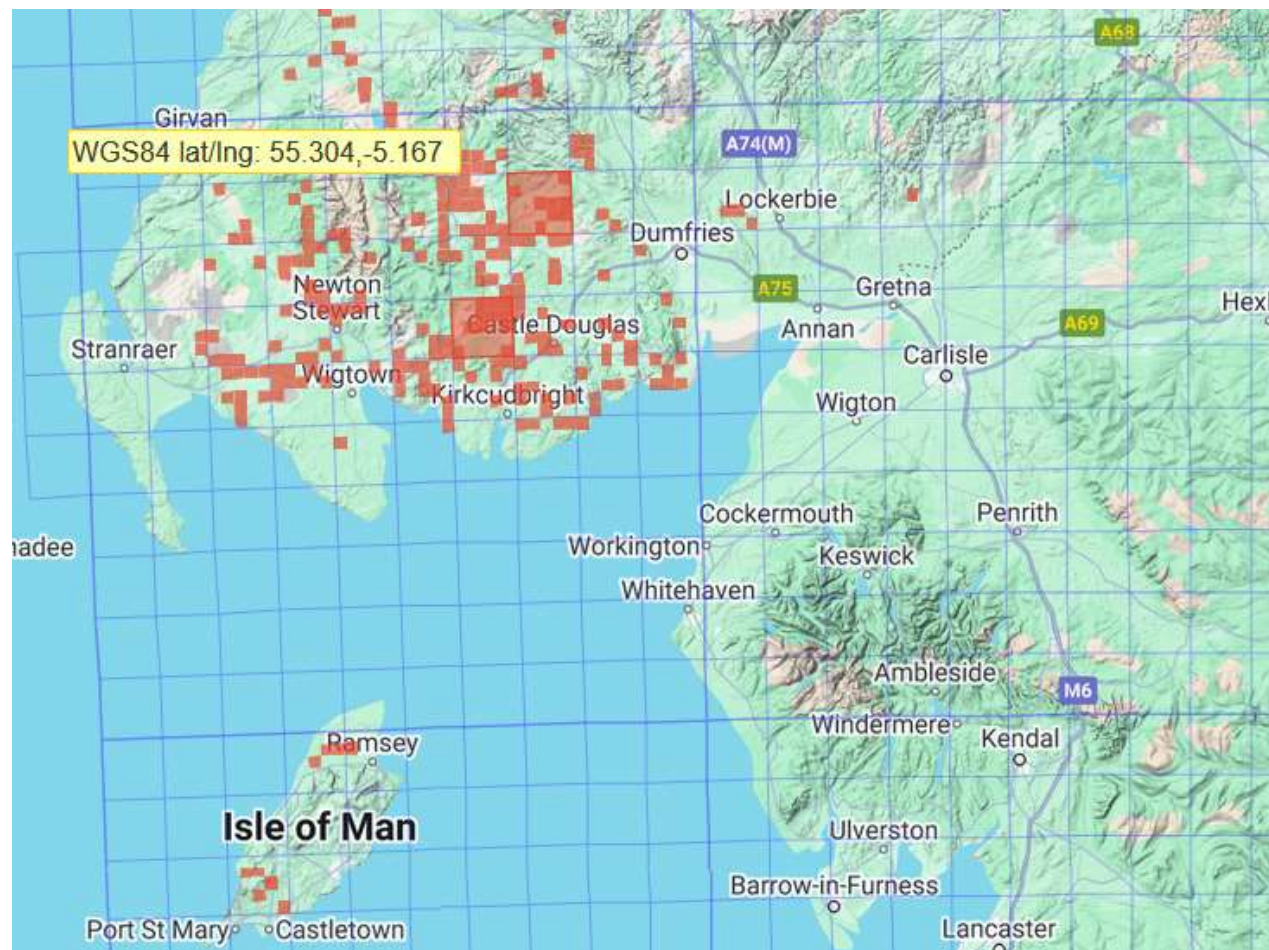 A68
Girvan
WGS84 lat/lng: 55.304,-5.167
A74(M)
Lockerbie
Dumfries
Newton
Stewart
A75
Gretna
Hexl
Annan
A69
Castle Douglas
Stranraer
Carlisle
Wigtown
Kirkcudbright
Wigton
Cockermouth
Penrith
nadee
Workington
Keswick
Whitehaven
Ambleside
M6
Windermere
Kendal
Ramsey
Isle of Man
Ulverston
Barrow-in-Furness
Port St Mary
Castletown
Lancaster